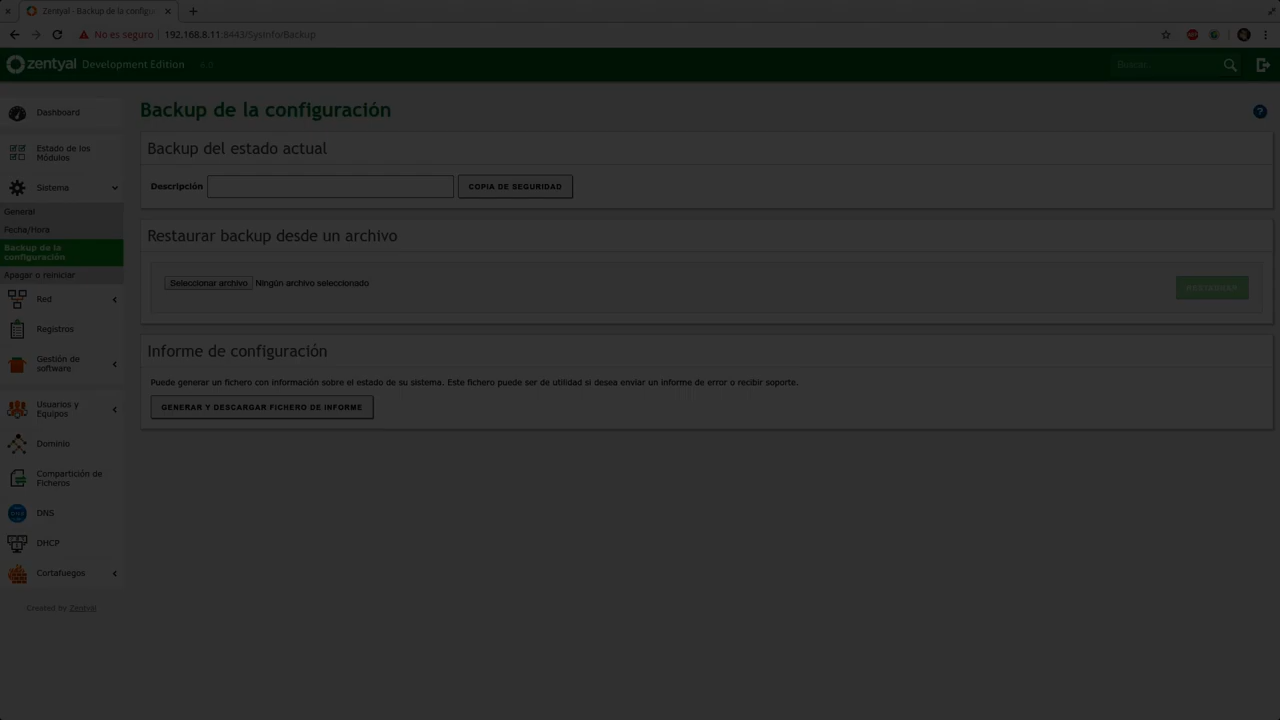 Zentyal - Backup de la configu
No es seguro | 192.168.8.11:8443/SysInfo/Backup
zentyal Development Edition
Buscar...
Dashboard
Estado de los
Módulos
Sistema
General
Fecha/Hora
Backup de la
configuración
Apagar o reiniciar
Red
Registros
Gestión de
software
Usuarios y
Equipos
Dominio
Compartición de
Ficheros
DNS
DHCP
Cortafuegos
Created by Zentyal
Backup de la configuración
?
Backup del estado actual
Descripción
COPIA DE SEGURIDAD
Restaurar backup desde un archivo
Seleccionar archivo Ningún archivo seleccionado
RESTAURAR
Informe de configuración
Puede generar un fichero con información sobre el estado de su sistema. Este fichero puede ser de utilidad si desea enviar un informe de error o recibir soporte.
GENERAR Y DESCARGAR FICHERO DE INFORME